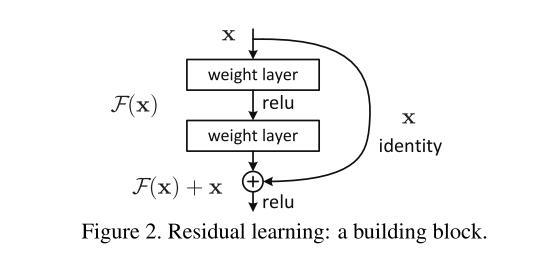 x
weight layer
relu
F(x)
x
identity
weight layer
F(x) + x
relu
Figure 2. Residual learning: a building block.